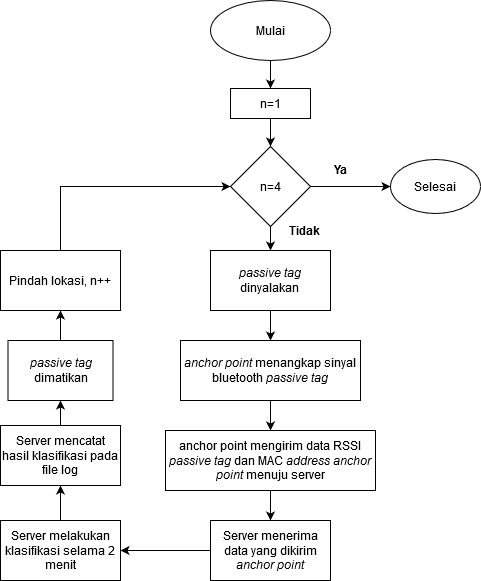 Mulai
n=1
n=4
Ya
Selesai
Tidak
passive tag
dinyalakan
anchor point menangkap sinyal
bluetooth passive tag
anchor point mengirim data RSSI
passive tag dan MAC address anchor
point menuju server
Server menerima
data yang dikirim
anchor point
Server melakukan
klasifikasi selama 2
menit
Server mencatat
hasil klasifikasi pada
file log
passive tag
dimatikan
Pindah lokasi, n++